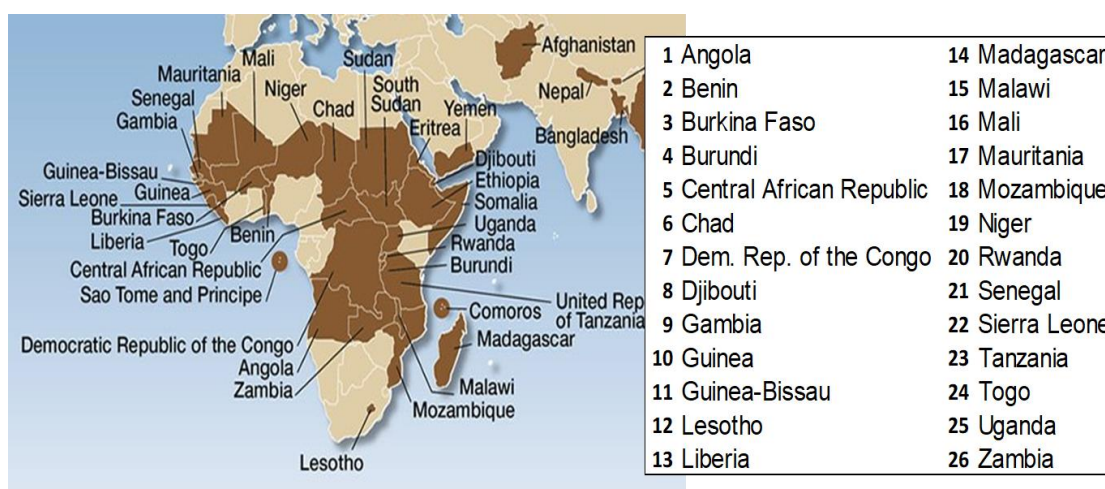 Mali
Sudan
Afghanistan
Mauritania
Niger
South
Sudan
Nepal
Senegal
Chad
Yemen
Gambia
Eritrea
Bangladesh
Guinea-Bissau
Djibouti
Guinea
Ethiopia
Sierra Leone
Somalia
Burkina Faso
Uganda
Liberia
Togo
Benin
Rwanda
Central African Republic
Burundi
Sao Tome and Principe
United Rep
of Tanzania
Comoros
Madagascar
Democratic Republic of the Congo
Angola
Zambia
Malawi
Mozambique
Lesotho
1 Angola
2 Benin
3 Burkina Faso
4 Burundi
5 Central African Republic
6 Chad
7 Dem. Rep. of the Congo
8 Djibouti
9 Gambia
10 Guinea
11 Guinea-Bissau
12 Lesotho
13 Liberia
14 Madagascar
15 Malawi
16 Mali
17 Mauritania
18 Mozambique
19 Niger
20 Rwanda
21 Senegal
22 Sierra Leone
23 Tanzania
24 Togo
25 Uganda
26 Zambia